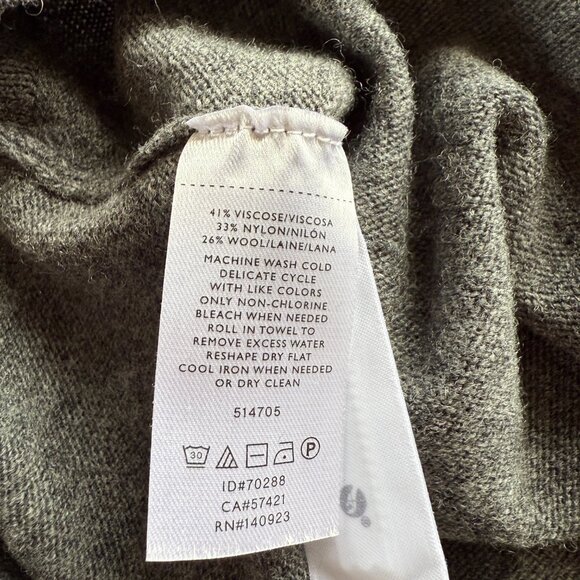 41% VISCOSE/VISCOSA
33% NYLON/NILÓN
26% WOOL/LAINE/LANA
MACHINE WASH COLD
DELICATE CYCLE
WITH LIKE COLORS
ONLY NON-CHLORINE
BLEACH WHEN NEEDED
ROLL IN TOWEL TO
REMOVE EXCESS WATER
RESHAPE DRY FLAT
COOL IRON WHEN NEEDED
OR DRY CLEAN
514705
30 P
ID#70288
CA#57421
RN#140923